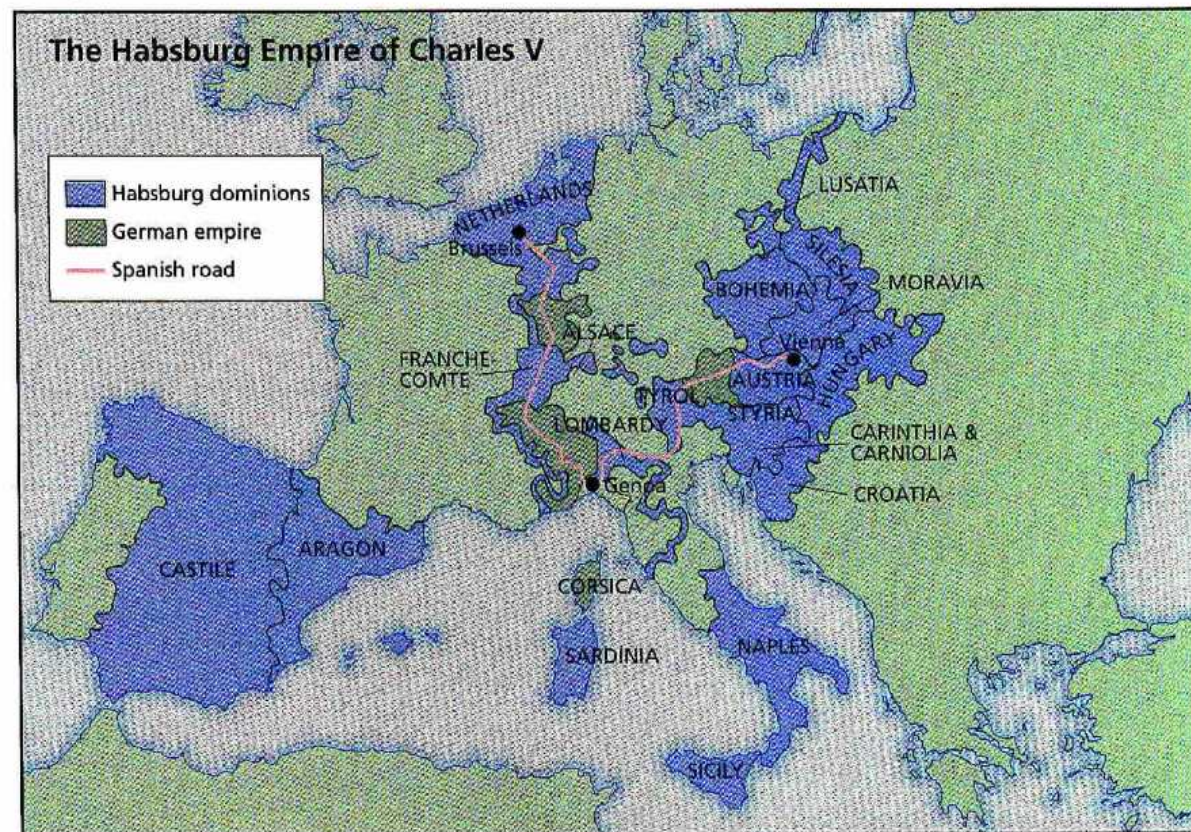 The Habsburg Empire of Charles V
Habsburg dominions
German empire
Spanish road
NETHERLANDS
Brussels
LUSATIA
SILESIA
BOHEMIA
MORAVIA
ALSACE
Vienna
FRANCHE-
COMTE
HUNGARY
AUSTRIA
TYROL
STYRIA
LOMBARDY
CARINTHIA &
CARNIOLIA
Genoa
CROATIA
ARAGON
CASTILE
CORSICA
SARDINIA
NAPLES
SICILY